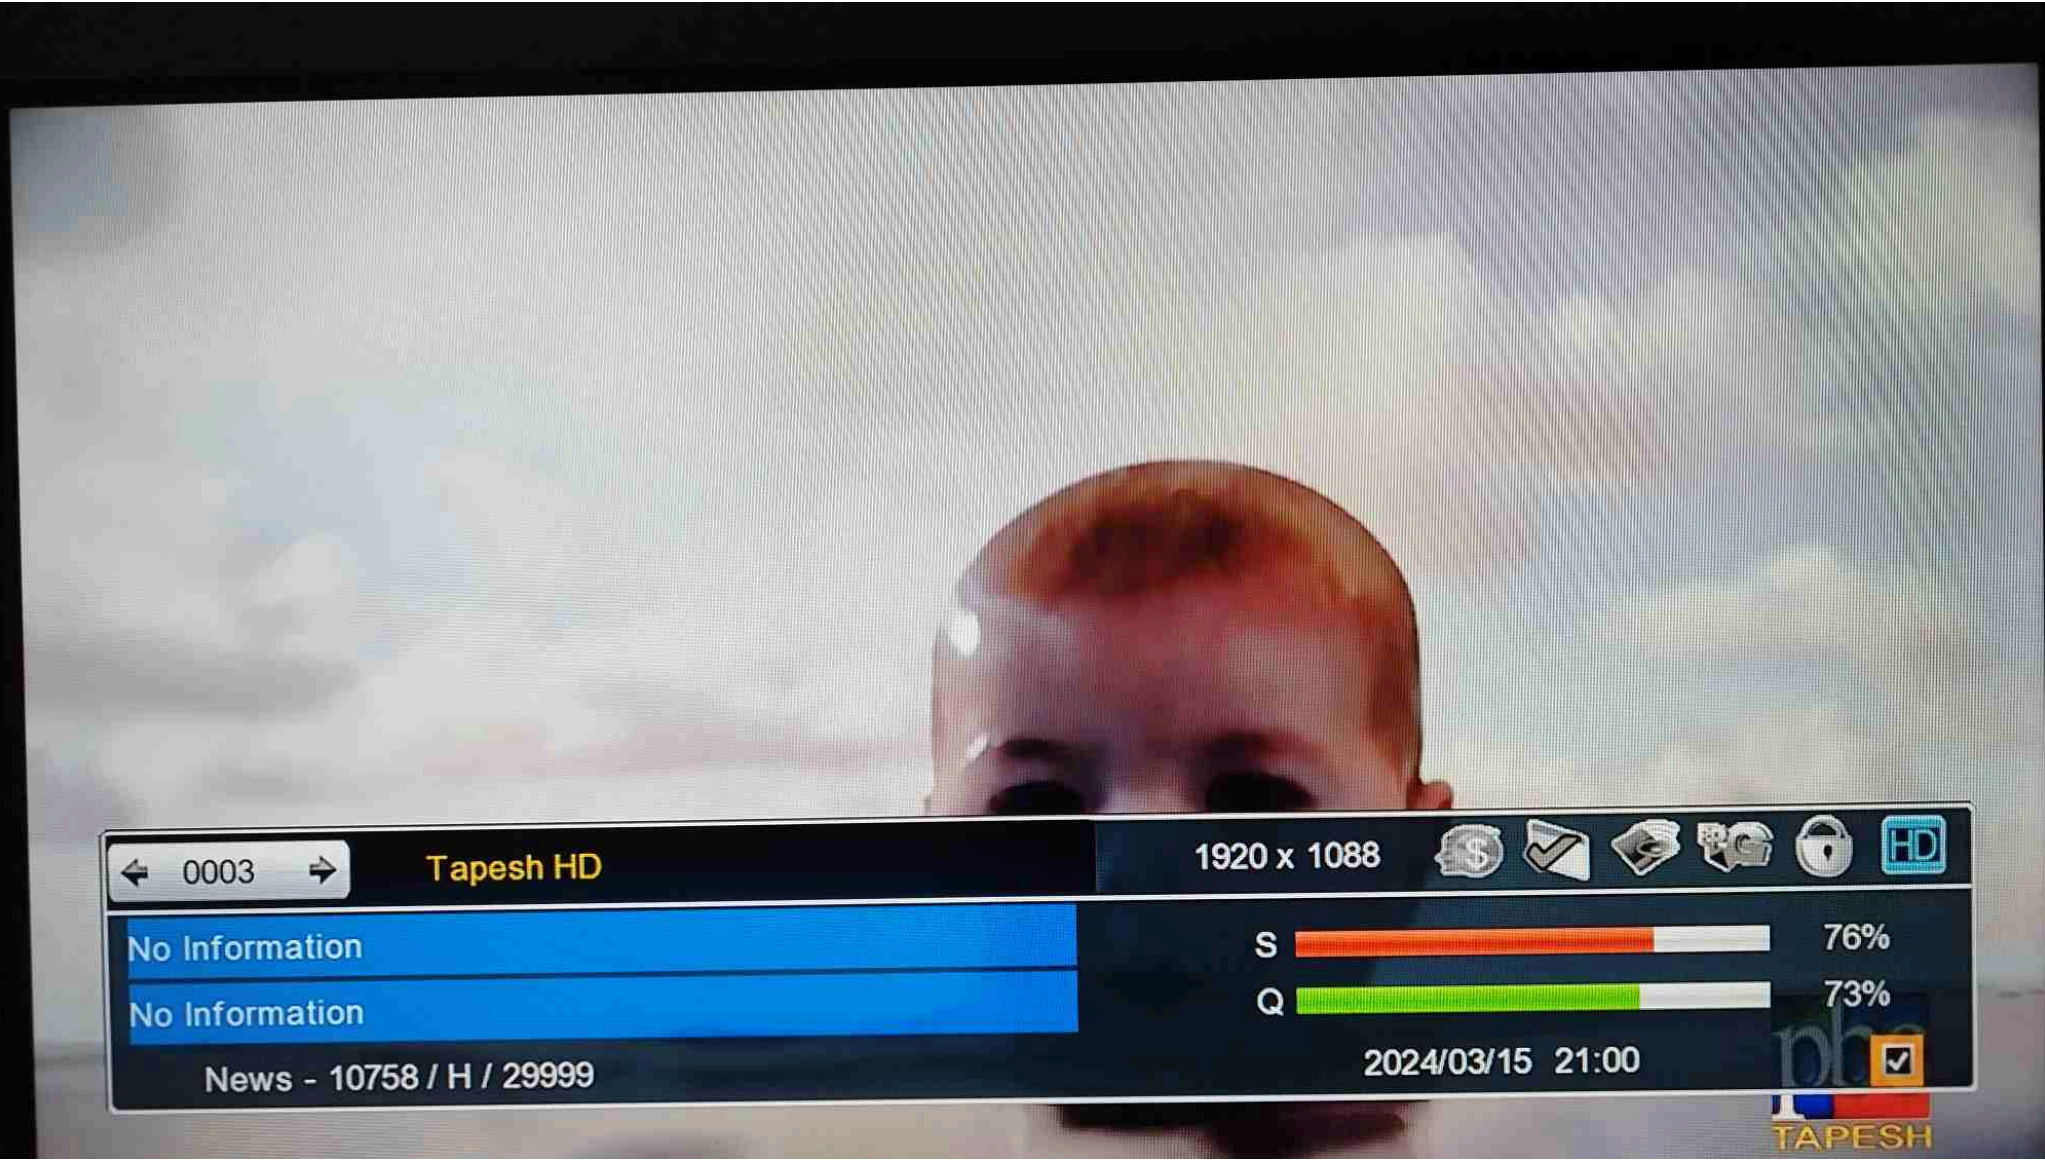 0003
Tapesh HD
1920 x 1088
HD
No Information
S 76%
No Information
Q 73%
News - 10758 / H / 29999
2024/03/15 21:00
TAPESH